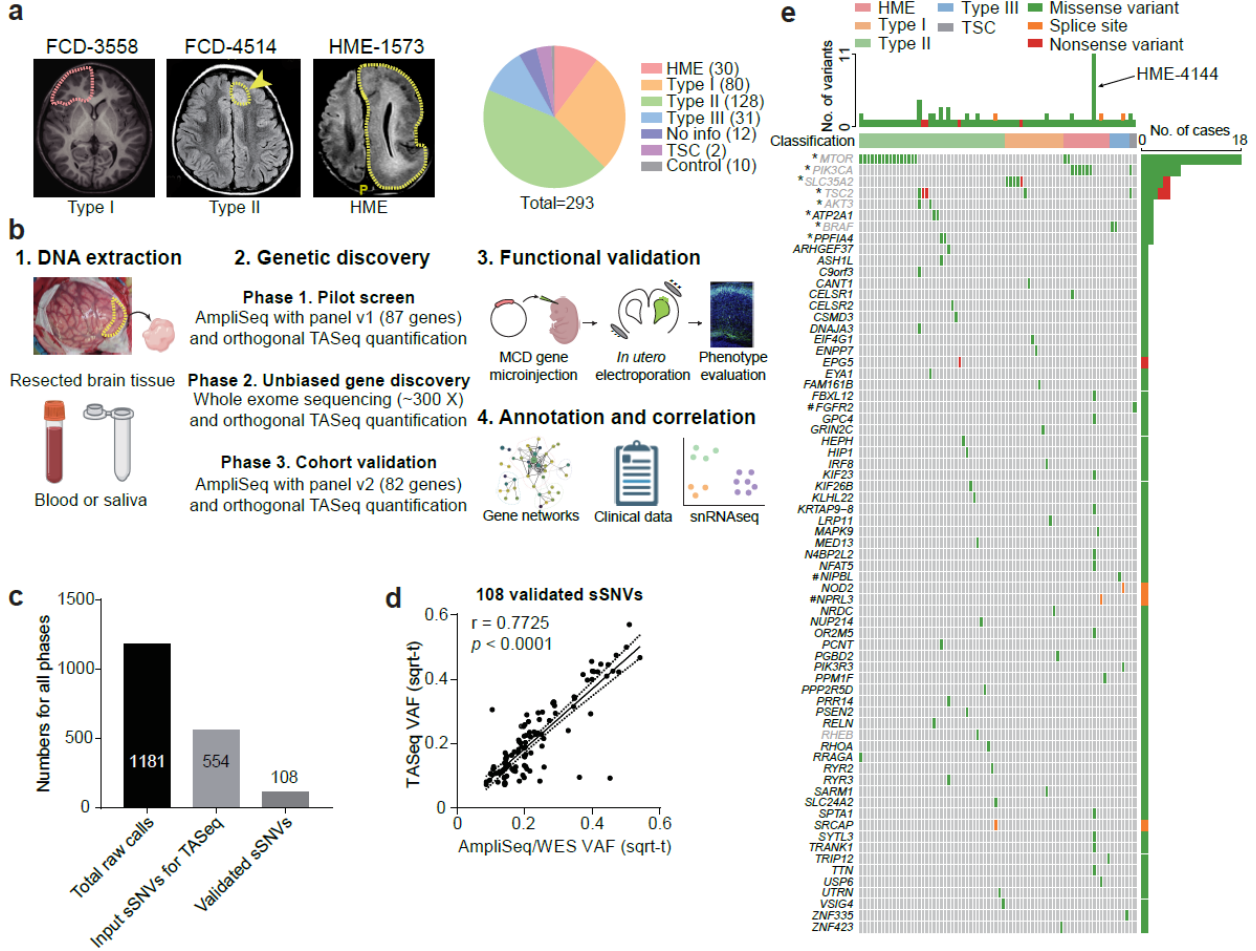 a
FCD-3558
FCD-4514
HME-1573
P
Type I
Type II
HME
HME (30)
Type I (80)
Type II (128)
Type III (31)
No info (12)
TSC (2)
Control (10)
Total=293
b
1. DNA extraction
Resected brain tissue
Blood or saliva
2. Genetic discovery
Phase 1. Pilot screen
AmpliSeq with panel v1 (87 genes)
and orthogonal TASeq quantification
Phase 2. Unbiased gene discovery
Whole exome sequencing (~300 X)
and orthogonal TASeq quantification
Phase 3. Cohort validation
AmpliSeq with panel v2 (82 genes)
and orthogonal TASeq quantification
3. Functional validation
MCD gene
microinjection
In utero
electroporation
Phenotype
evaluation
4. Annotation and correlation
Gene networks
Clinical data
snRNAseq
c
Numbers for all phases
1500
1000
500
0
1181
554
108
Total raw calls
Input sSNVs for TASeq
Validated sSNVs
d
108 validated sSNVs
r = 0.7725
p < 0.0001
TASeq VAF (sqrt-t)
0.6
0.4
0.2
0
0
0.2
0.4
0.6
AmpliSeq/WES VAF (sqrt-t)
e
HME
Type I
Type II
Type III
TSC
Missense variant
Splice site
Nonsense variant
No. of variants
1
0
HME-4144
Classification
No. of cases
0
18
*MTOR
*PIK3CA
*SLC35A2
*TSC2
*AKT3
*ATP2A1
*BRAF
*PPFIA4
ARHGEF37
ASH1L
C9orf3
CANT1
CELSR1
CELSR2
CSMD3
DNAJA3
EIF4G1
ENPP7
EPG5
EYA1
FAM161B
FBXL12
#FGFR2
GPC4
GRIN2C
HEPH
HIP1
IRF8
KIF23
KIF26B
KLHL22
KRTAP9-8
LRP11
MAPK9
MED13
N4BP2L2
NFAT5
#NIPBL
NOD2
#NPRL3
NRDC
NUP214
OR2M5
PCNT
PGBD2
PIK3R3
PPM1F
PPP2R5D
PRR14
PSEN2
RELN
RHEB
RHOA
RRAGA
RYR2
RYR3
SARM1
SLC24A2
SPTA1
SRCAP
SYTL3
TRANK1
TRIP12
TTN
USP6
UTRN
VSIG4
ZNF335
ZNF423